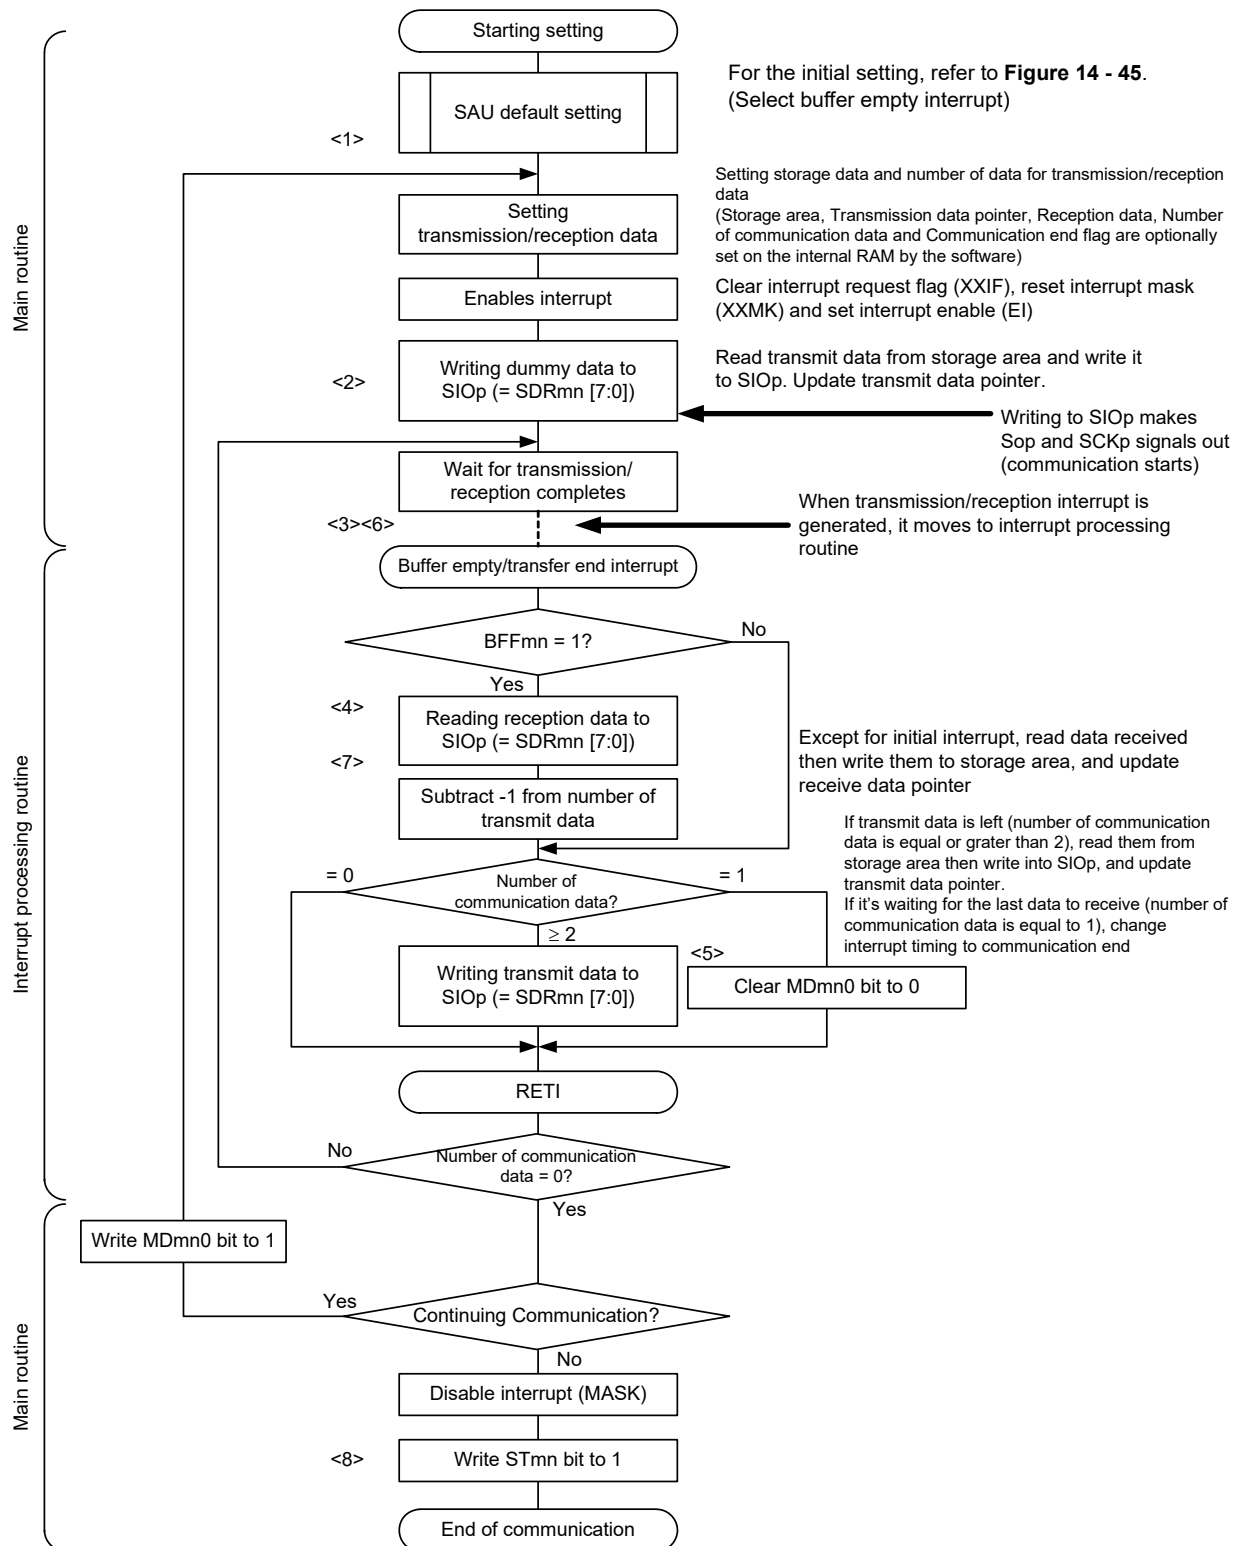 Starting setting
For the initial setting, refer to Figure 14 - 45.
(Select buffer empty interrupt)
SAU default setting
<1>
Setting storage data and number of data for transmission/reception
data
(Storage area, Transmission data pointer, Reception data, Number
of communication data and Communication end flag are optionally
set on the internal RAM by the software)
Setting
transmission/reception data
Main routine
Enables interrupt
Clear interrupt request flag (XXIF), reset interrupt mask
(XXMK) and set interrupt enable (EI)
<2>
Writing dummy data to
SIOp (= SDRmn [7:0])
Read transmit data from storage area and write it
to SIOp. Update transmit data pointer.
Writing to SIOp makes
Sop and SCKp signals out
(communication starts)
Wait for transmission/
reception completes
<3><6>
When transmission/reception interrupt is
generated, it moves to interrupt processing
routine
Buffer empty/transfer end interrupt
BFFmn = 1?
No
Yes
<4>
Reading reception data to
SIOp (= SDRmn [7:0])
<7>
Except for initial interrupt, read data received
then write them to storage area, and update
receive data pointer
Subtract -1 from number of
transmit data
Interrupt processing routine
If transmit data is left (number of communication
data is equal or grater than 2), read them from
storage area then write into SIOp, and update
transmit data pointer.
If it's waiting for the last data to receive (number of
communication data is equal to 1), change
interrupt timing to communication end
= 0
Number of
communication data?
= 1
≥ 2
<5>
Writing transmit data to
SIOp (= SDRmn [7:0])
Clear MDmn0 bit to 0
RETI
No
Number of communication
data = 0?
Yes
Write MDmn0 bit to 1
Yes
Continuing Communication?
No
Main routine
Disable interrupt (MASK)
<8>
Write STmn bit to 1
End of communication